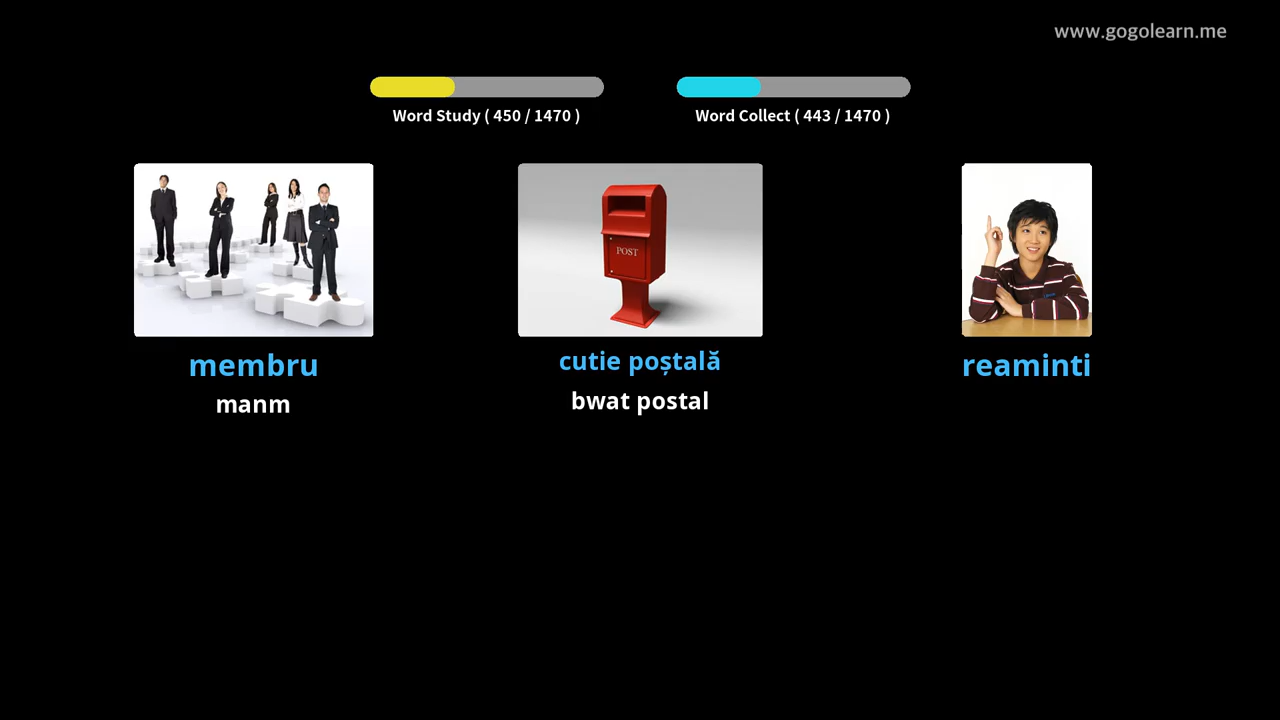 www.gogolearn.me
Word Study ( 450 / 1470 )
Word Collect ( 443 / 1470 )
POST
membru
manm
cutie poștală
bwat postal
reaminti